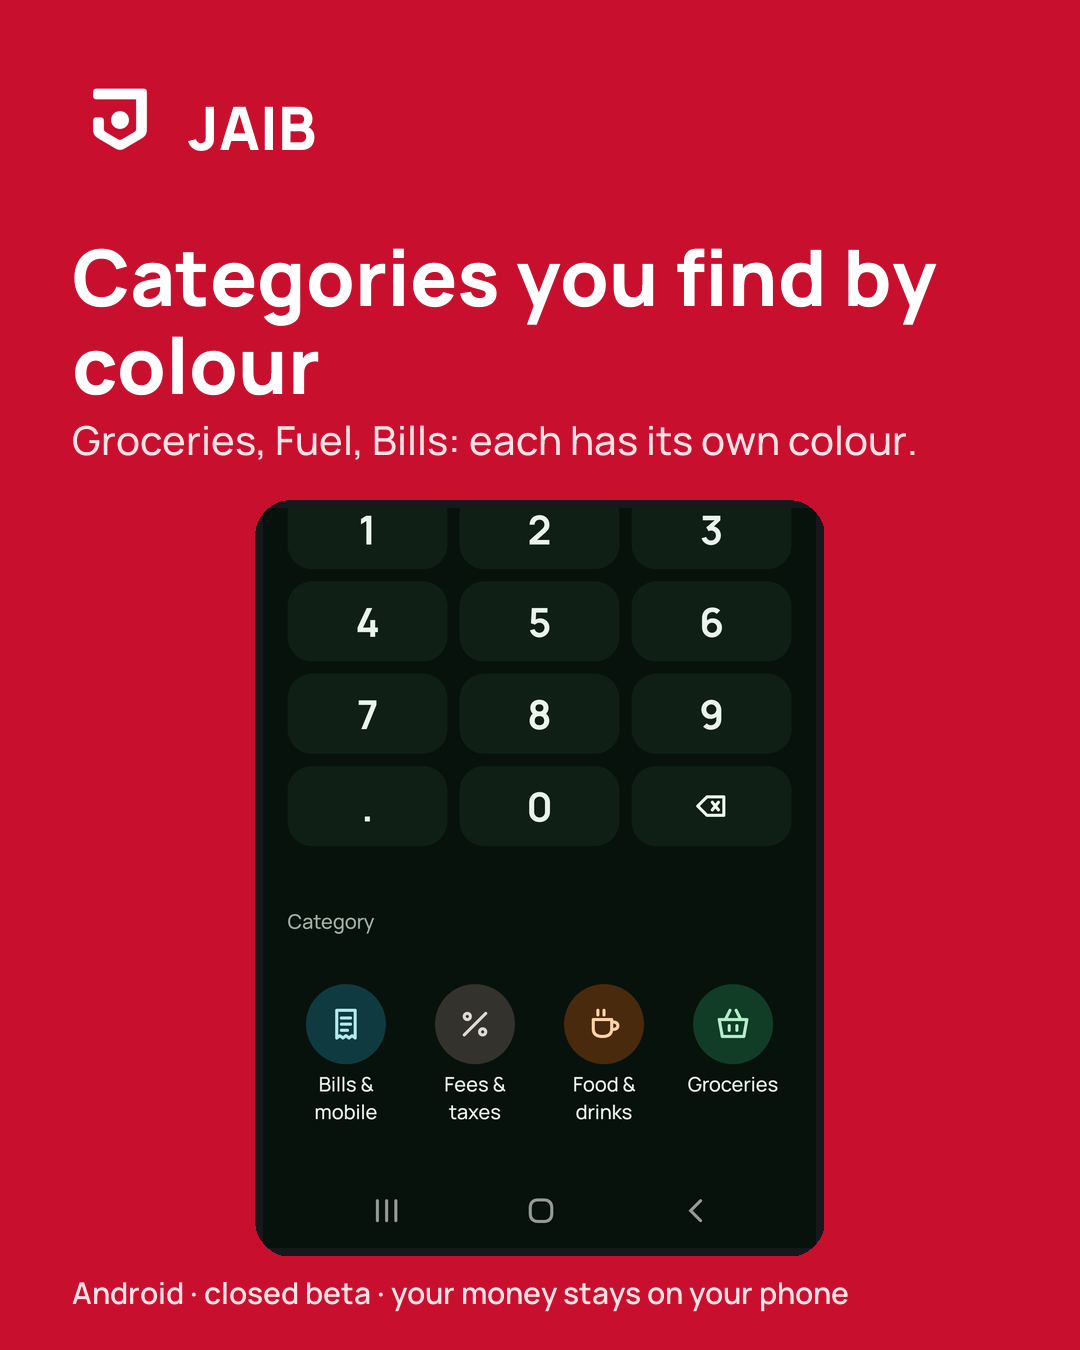 JAIB
Categories you find by
colour
Groceries, Fuel, Bills: each has its own colour.
1 2 3
4 5 6
7 8 9
. 0
Category
Bills & mobile
Fees & taxes
Food & drinks
Groceries
Android · closed beta · your money stays on your phone